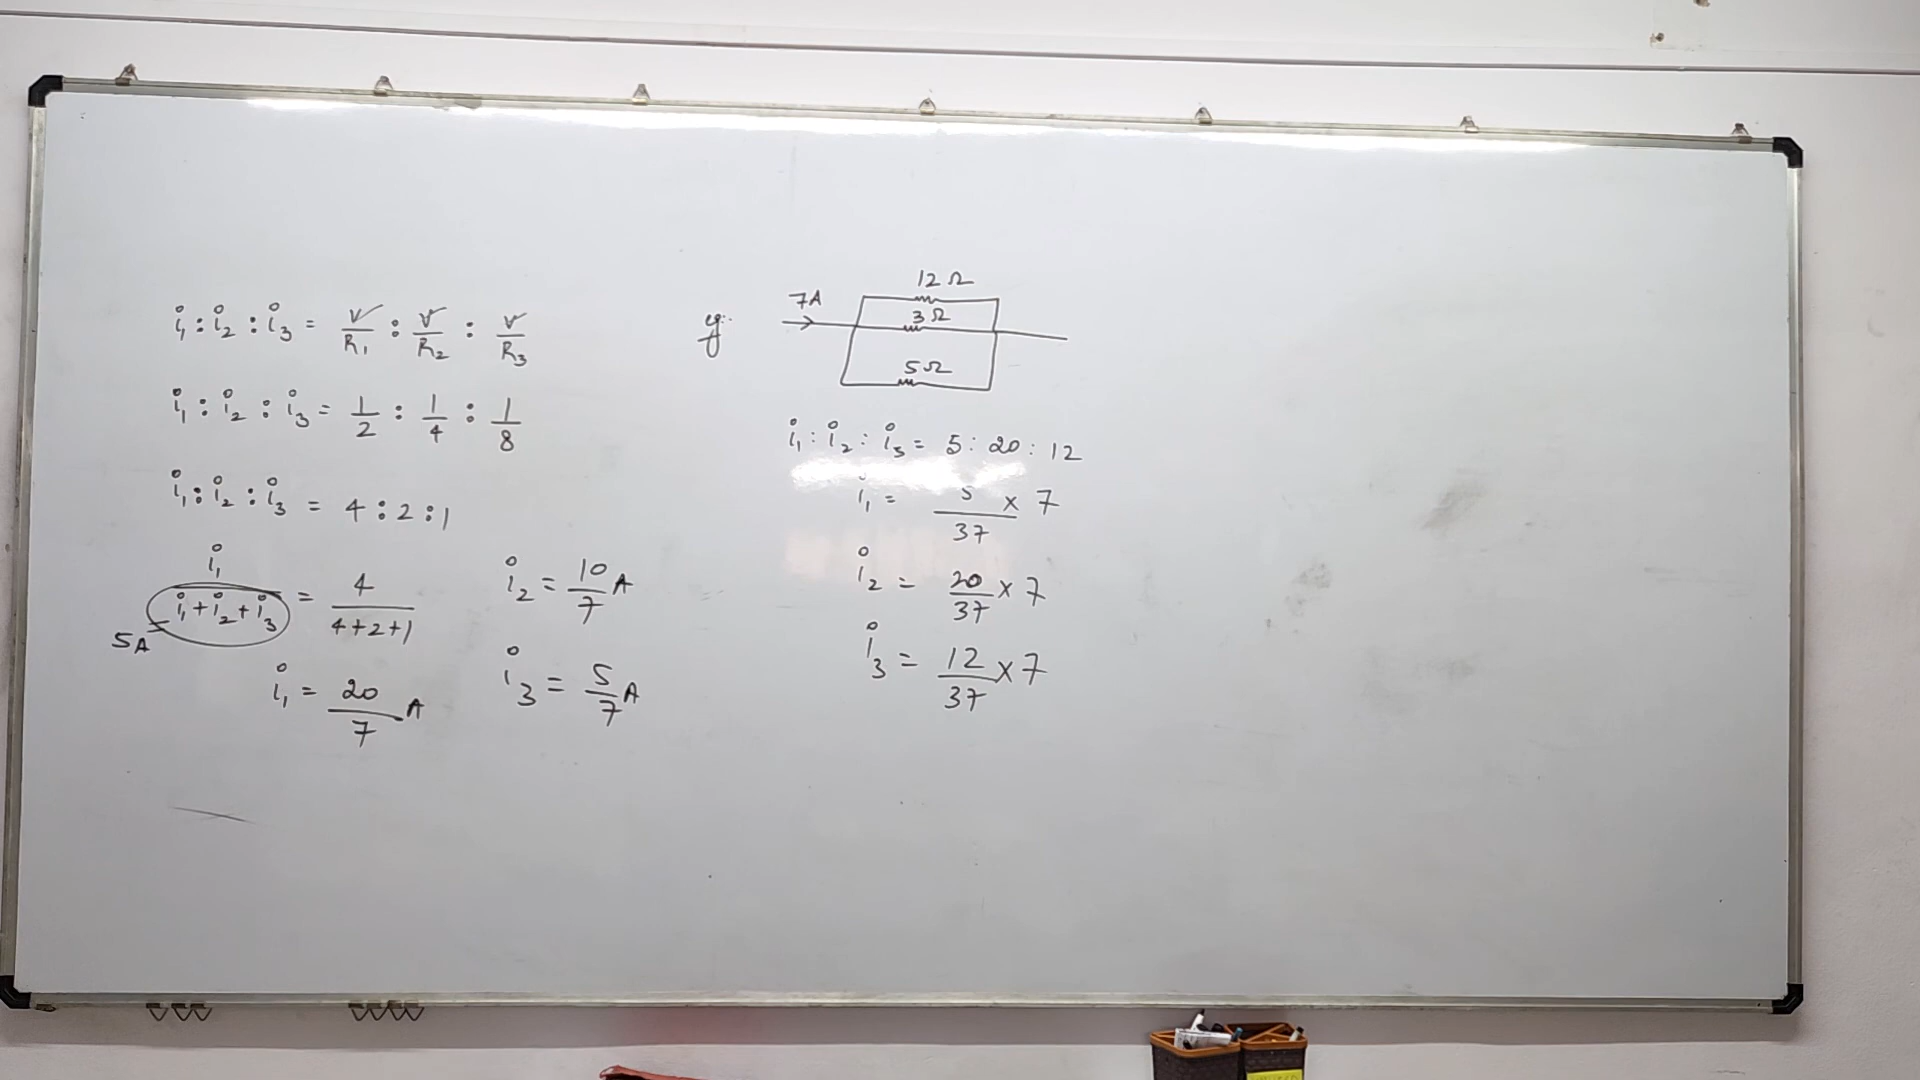 i₁ : i₂ : i₃ = V/R₁ : V/R₂ : V/R₃
i₁ : i₂ : i₃ = 1/2 : 1/4 : 1/8
i₁ : i₂ : i₃ = 4 : 2 : 1
i₁/(i₁ + i₂ + i₃) = 4/(4+2+1)
5A =
i₁ = 20/7 A
i₂ = 10/7 A
i₃ = 5/7 A
eg:
7A
12 Ω
3 Ω
5 Ω
i₁ : i₂ : i₃ = 5 : 20 : 12
i₁ = 5/37 × 7
i₂ = 20/37 × 7
i₃ = 12/37 × 7